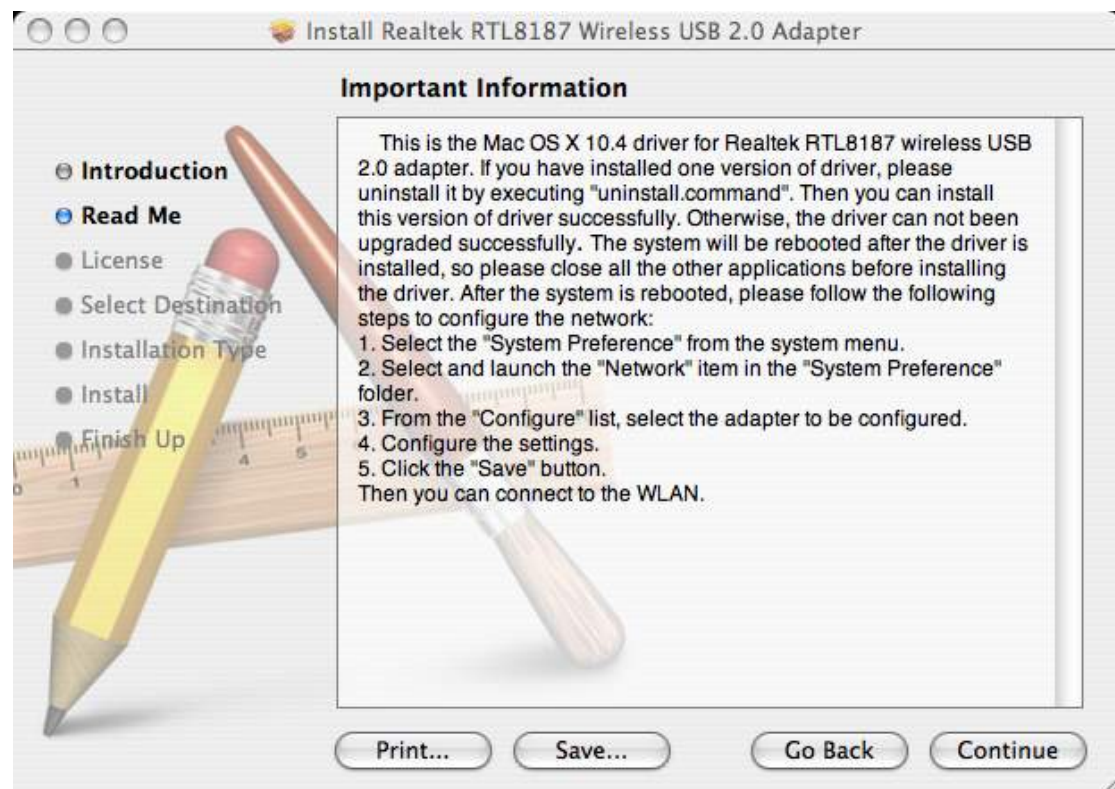 Install Realtek RTL8187 Wireless USB 2.0 Adapter
Important Information
Introduction
Read Me
License
Select Destination
Installation Type
Install
Finish Up
This is the Mac OS X 10.4 driver for Realtek RTL8187 wireless USB
2.0 adapter. If you have installed one version of driver, please
uninstall it by executing "uninstall.command". Then you can install
this version of driver successfully. Otherwise, the driver can not been
upgraded successfully. The system will be rebooted after the driver is
installed, so please close all the other applications before installing
the driver. After the system is rebooted, please follow the following
steps to configure the network:
1. Select the "System Preference" from the system menu.
2. Select and launch the "Network" item in the "System Preference"
folder.
3. From the "Configure" list, select the adapter to be configured.
4. Configure the settings.
5. Click the "Save" button.
Then you can connect to the WLAN.
0 1 4 5
Print... Save... Go Back Continue